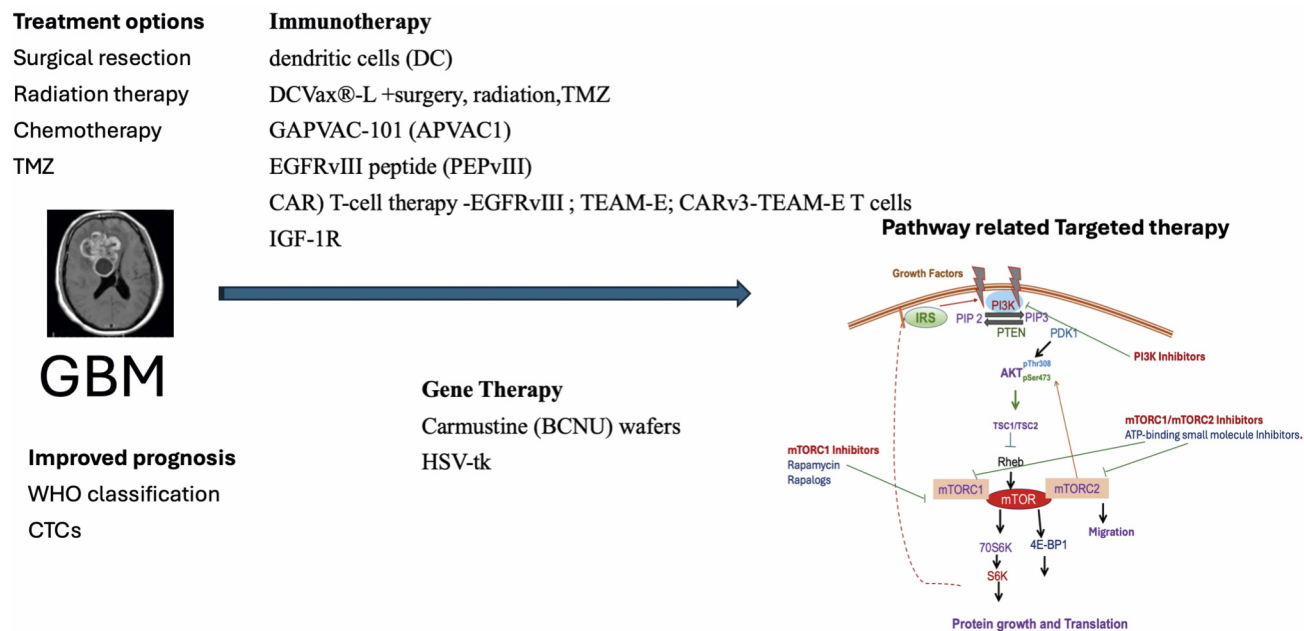 Treatment options
Surgical resection
Radiation therapy
Chemotherapy
TMZ
Immunotherapy
dendritic cells (DC)
DCVax®-L +surgery, radiation,TMZ
GAPVAC-101 (APVAC1)
EGFRvIII peptide (PEPvIII)
CAR) T-cell therapy -EGFRvIII ; TEAM-E; CARv3-TEAM-E T cells
IGF-1R
GBM
Improved prognosis
WHO classification
CTCs
Gene Therapy
Carmustine (BCNU) wafers
HSV-tk
Pathway related Targeted therapy
Growth Factors
PI3K
IRS
PIP 2
PIP3
PTEN
PDK1
PI3K Inhibitors
AKT
pThr308
pSer473
TSC1/TSC2
mTORC1/mTORC2 Inhibitors
ATP-binding small molecule Inhibitors.
mTORC1 Inhibitors
Rapamycin
Rapalogs
Rheb
mTORC1
mTOR
mTORC2
Migration
70S6K
4E-BP1
S6K
Protein growth and Translation